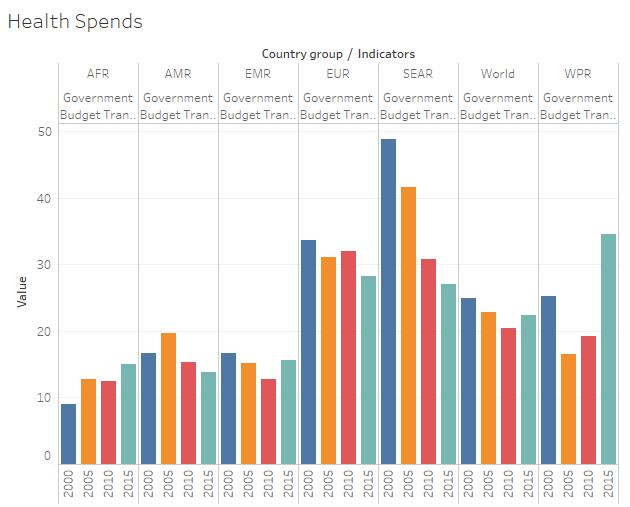 Health Spends
Country group / Indicators
AFR AMR EMR EUR SEAR World WPR
Government Government Government Government Government Government Government
Budget Tran.. Budget Tran.. Budget Tran.. Budget Tran.. Budget Tran.. Budget Tran.. Budget Tran..
50
40
30
20
10
0
Value
2000 2005 2010 2015 2000 2005 2010 2015 2000 2005 2010 2015 2000 2005 2010 2015 2000 2005 2010 2015 2000 2005 2010 2015 2000 2005 2010 2015